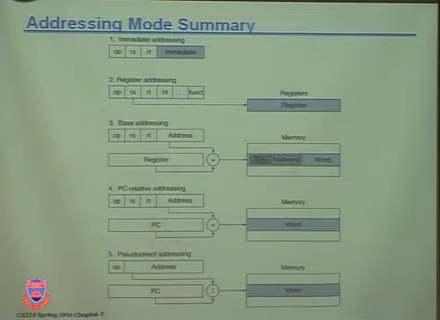 Addressing Mode Summary
1. Immediate addressing
op rs rt Immediate
2. Register addressing
op rs rt rd ... funct
Registers
Register
3. Base addressing
op rs rt Address
Memory
Register + Byte Halfword Word
4. PC-relative addressing
op rs rt Address
Memory
PC + Word
5. Pseudodirect addressing
op Address
Memory
PC : Word
CS224 Spring 2010 Chapter 2